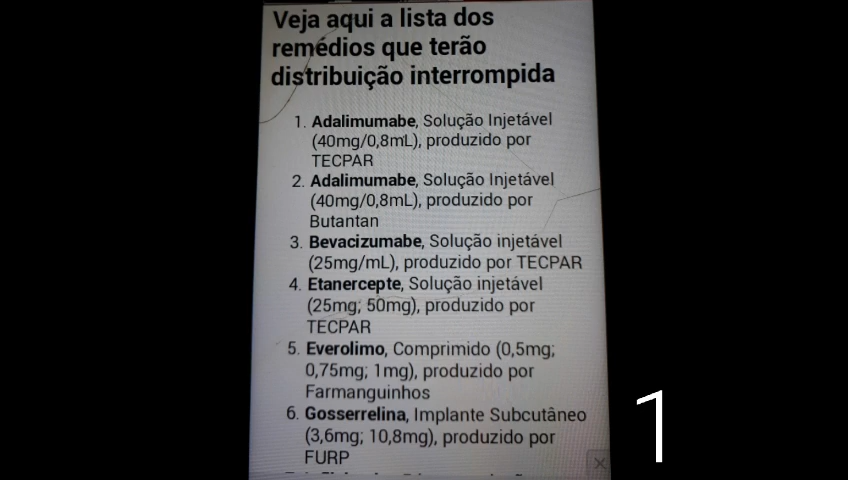 Veja aqui a lista dos
remédios que terão
distribuição interrompida
1. Adalimumabe, Solução Injetável
(40mg/0,8mL), produzido por
TECPAR
2. Adalimumabe, Solução Injetável
(40mg/0,8mL), produzido por
Butantan
3. Bevacizumabe, Solução injetável
(25mg/mL), produzido por TECPAR
4. Etanercepte, Solução injetável
(25mg; 50mg), produzido por
TECPAR
5. Everolimo, Comprimido (0,5mg;
0,75mg; 1mg), produzido por
Farmanguinhos
6. Gosserrelina, Implante Subcutâneo
(3,6mg; 10,8mg), produzido por
FURP
1